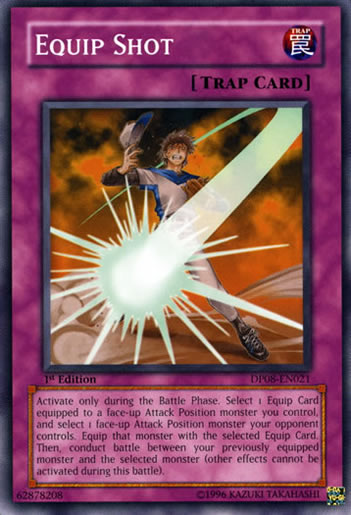 EQUIP SHOT
TRAP
罠
[TRAP CARD]
1st Edition
DP08-EN021
Activate only during the Battle Phase. Select 1 Equip Card
equipped to a face-up Attack Position monster you control,
and select 1 face-up Attack Position monster your opponent
controls. Equip that monster with the selected Equip Card.
Then, conduct battle between your previously equipped
monster and the selected monster (other effects cannot be
activated during this battle).
62878208
©1996 KAZUKI TAKAHASHI